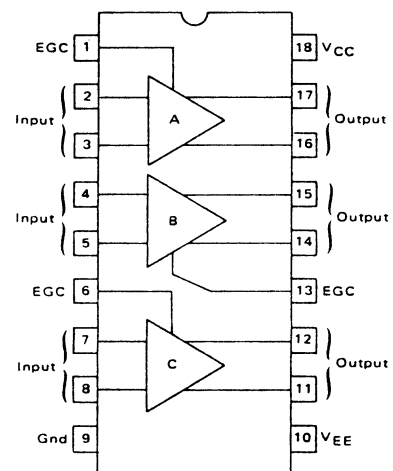 EGC 1 18 VCC
2 17
Input A Output
3 16
4 15
Input B Output
5 14
EGC 6 13 EGC
7 12
Input C Output
8 11
Gnd 9 10 VEE